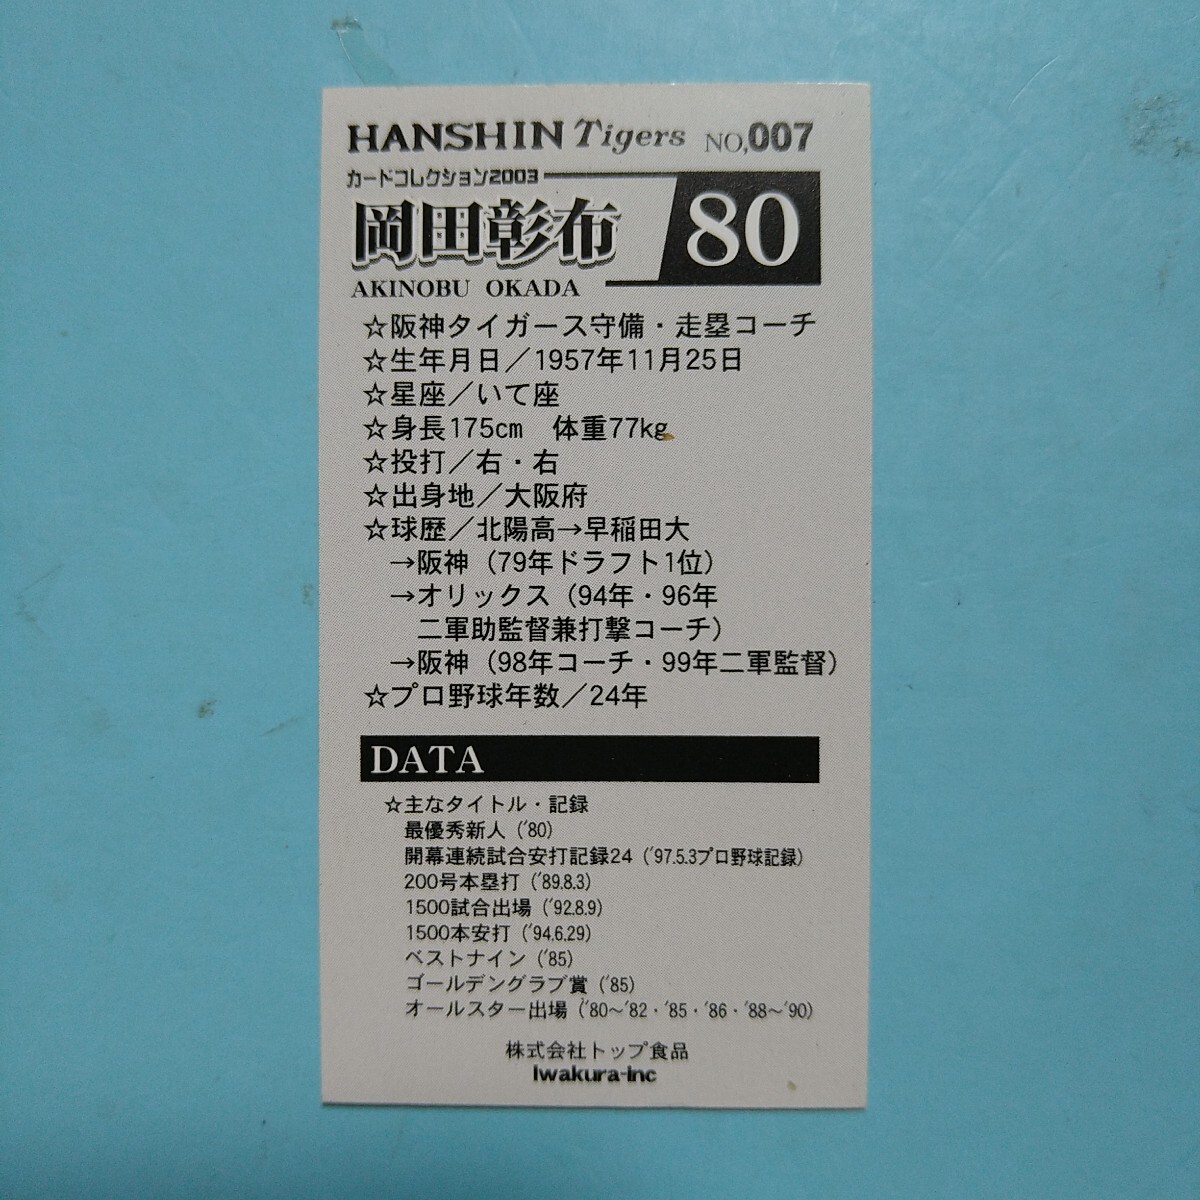 HANSHIN Tigers NO,007
カードコレクション2003
岡田彰布 80
AKINOBU OKADA
☆阪神タイガース守備・走塁コーチ
☆生年月日／1957年11月25日
☆星座／いて座
☆身長175cm 体重77kg
☆投打／右・右
☆出身地／大阪府
☆球歴／北陽高→早稲田大
→阪神（79年ドラフト1位）
→オリックス（94年・96年
二軍助監督兼打撃コーチ）
→阪神（98年コーチ・99年二軍監督）
☆プロ野球年数／24年
DATA
☆主なタイトル・記録
最優秀新人（'80）
開幕連続試合安打記録24（'97.5.3プロ野球記録）
200号本塁打（'89.8.3）
1500試合出場（'92.8.9）
1500本安打（'94.6.29）
ベストナイン（'85）
ゴールデングラブ賞（'85）
オールスター出場（'80～'82・'85・'86・'88～'90）
株式会社トップ食品
Iwakura-Inc